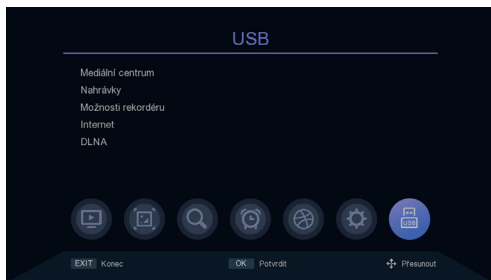 USB
Mediální centrum
Nahrávky
Možnosti rekordéru
Internet
DLNA
USB
EXIT Konec OK Potvrdit Přesunout